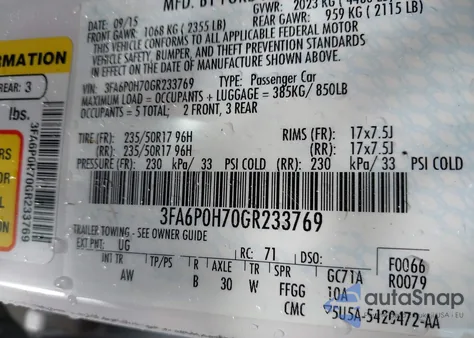 MFA. BY FORD
DATE: 09/15
GVWR: 2023 KG
FRONT GAWR: 1068 KG ( 2355 LB)
REAR GAWR: 959 KG ( 2115 LB)
THIS VEHICLE CONFORMS TO ALL APPLICABLE FEDERAL MOTOR
VEHICLE SAFETY, BUMPER, AND THEFT PREVENTION STANDARDS
IN EFFECT ON THE DATE OF MANUFACTURE SHOWN ABOVE.
VIN: 3FA6P0H70GR233769 TYPE: Passenger Car
MAXIMUM LOAD = OCCUPANTS + LUGGAGE = 385KG/ 850LB
OCCUPANTS = 5 TOTAL, 2 FRONT, 3 REAR
TIRE(FR): 235/50R17 96H RIMS (FR) 17x7.5J
(RR): 235/50R17 96H (RR): 17x7.5J
PRESSURE (FR) 230 kPa/ 33 PSI COLD (RR): 230 kPa/ 33 PSI COLD
3FA6P0H70GR233769
TRAILER TOWING - SEE OWNER GUIDE
EXT PNT: UG RC: 71 DSO: F0066
R0079
INT TR TP/PS R AXLE TR SPR GC71A
AW B 30 W FFGG 10A
CMC 5U5A-5420472-AA
autoSnap
ORMATION
REAR: 3
lbs.
3FA6P0H70GR233769